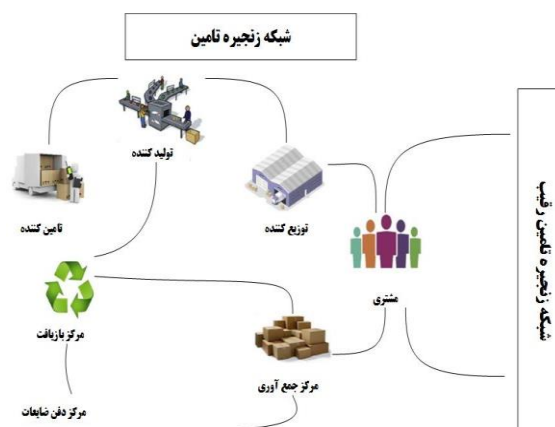 شبکه زنجیره تامین
تولید کننده
تامین کننده
توزیع کننده
شبکه زنجیره تامین رقیب
مشتری
مرکز بازیافت
مرکز جمع آوری
مرکز دفن ضایعات